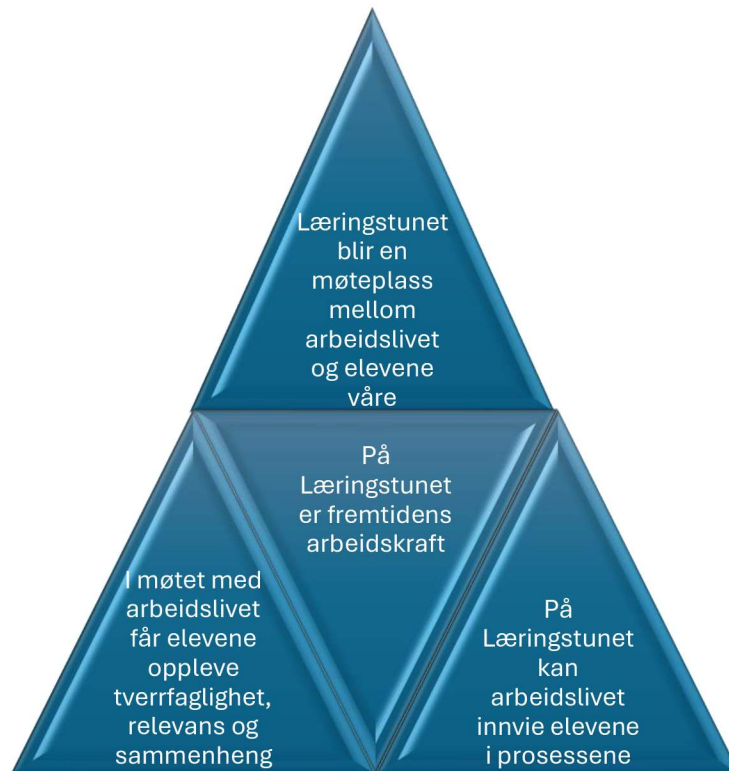 Læringstunet
blir en
møteplass
mellom
arbeidslivet
og elevene
våre
På
Læringstunet
er fremtidens
arbeidskraft
I møtet med
arbeidslivet
får elevene
oppleve
tverrfaglighet,
relevans og
sammenheng
På
Læringstunet
kan
arbeidslivet
innvie elevene
i prosessene